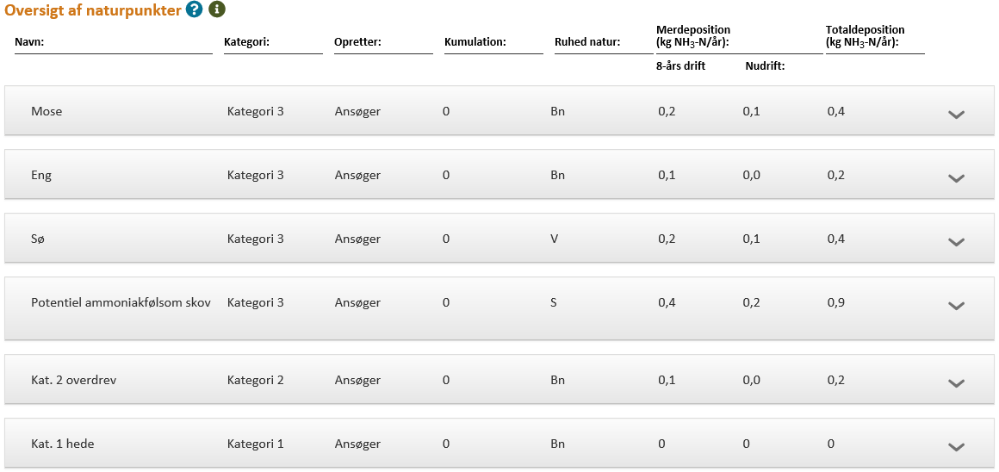 Oversigt af naturpunkter ? i
Navn: Kategori: Opretter: Kumulation: Ruhed natur: Merdeposition (kg NH₃-N/år): Totaldeposition (kg NH₃-N/år):
8-års drift Nudrift:
Mose Kategori 3 Ansøger 0 Bn 0,2 0,1 0,4
Eng Kategori 3 Ansøger 0 Bn 0,1 0,0 0,2
Sø Kategori 3 Ansøger 0 V 0,2 0,1 0,4
Potentiel ammoniakfølsom skov Kategori 3 Ansøger 0 S 0,4 0,2 0,9
Kat. 2 overdrev Kategori 2 Ansøger 0 Bn 0,1 0,0 0,2
Kat. 1 hede Kategori 1 Ansøger 0 Bn 0 0 0